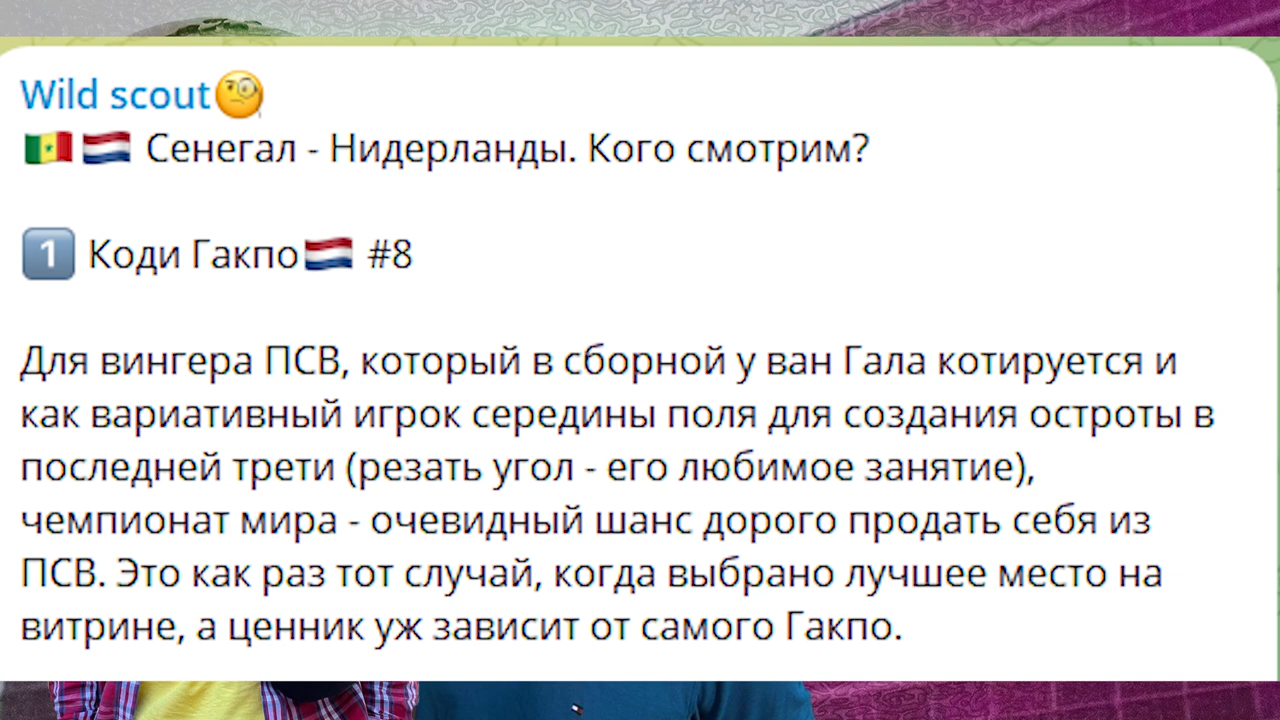 Wild scout🧐
🇸🇳🇳🇱 Сенегал - Нидерланды. Кого смотрим?
1️⃣ Коди Гакпо🇳🇱 #8
Для вингера ПСВ, который в сборной у ван Гала котируется и
как вариативный игрок середины поля для создания остроты в
последней трети (резать угол - его любимое занятие),
чемпионат мира - очевидный шанс дорого продать себя из
ПСВ. Это как раз тот случай, когда выбрано лучшее место на
витрине, а ценник уж зависит от самого Гакпо.